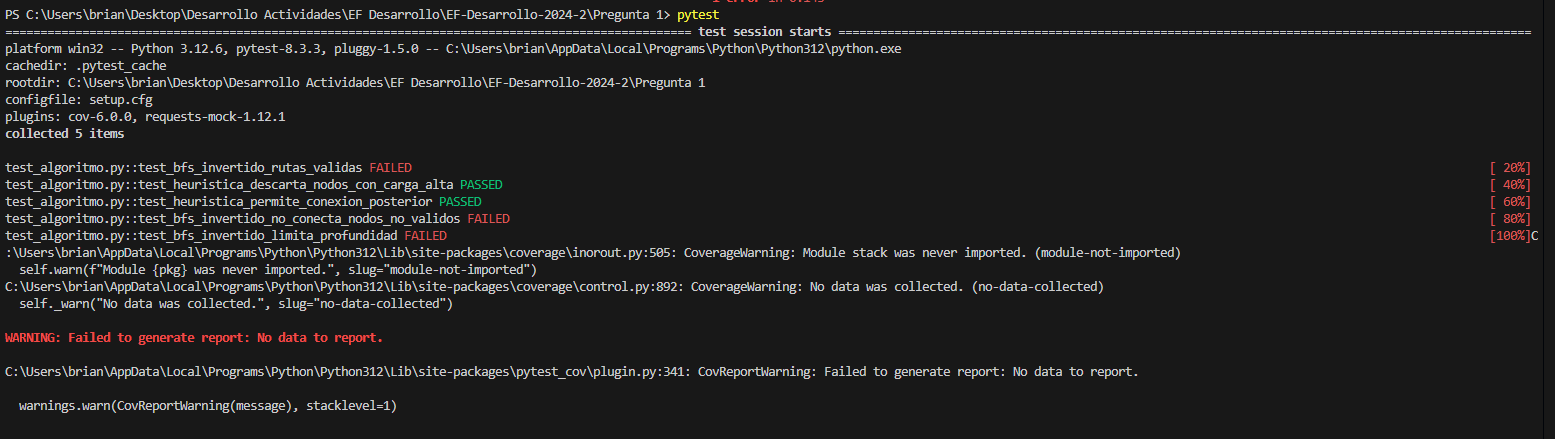 PS C:\Users\brian\Desktop\Desarrollo Actividades\EF Desarrollo\EF-Desarrollo-2024-2\Pregunta 1> pytest
======================================== test session starts ========================================
platform win32 -- Python 3.12.6, pytest-8.3.3, pluggy-1.5.0 -- C:\Users\brian\AppData\Local\Programs\Python\Python312\python.exe
cachedir: .pytest_cache
rootdir: C:\Users\brian\Desktop\Desarrollo Actividades\EF Desarrollo\EF-Desarrollo-2024-2\Pregunta 1
configfile: setup.cfg
plugins: cov-6.0.0, requests-mock-1.12.1
collected 5 items
test_algoritmo.py::test_bfs_invertido_rutas_validas FAILED [ 20%]
test_algoritmo.py::test_heuristica_descarta_nodos_con_carga_alta PASSED [ 40%]
test_algoritmo.py::test_heuristica_permite_conexion_posterior PASSED [ 60%]
test_algoritmo.py::test_bfs_invertido_no_conecta_nodos_no_validos FAILED [ 80%]
test_algoritmo.py::test_bfs_invertido_limita_profundidad FAILED [100%]C
:\Users\brian\AppData\Local\Programs\Python\Python312\Lib\site-packages\coverage\inorout.py:505: CoverageWarning: Module stack was never imported. (module-not-imported)
self.warn(f"Module {pkg} was never imported.", slug="module-not-imported")
C:\Users\brian\AppData\Local\Programs\Python\Python312\Lib\site-packages\coverage\control.py:892: CoverageWarning: No data was collected. (no-data-collected)
self._warn("No data was collected.", slug="no-data-collected")
WARNING: Failed to generate report: No data to report.
C:\Users\brian\AppData\Local\Programs\Python\Python312\Lib\site-packages\pytest_cov\plugin.py:341: CovReportWarning: Failed to generate report: No data to report.
warnings.warn(CovReportWarning(message), stacklevel=1)